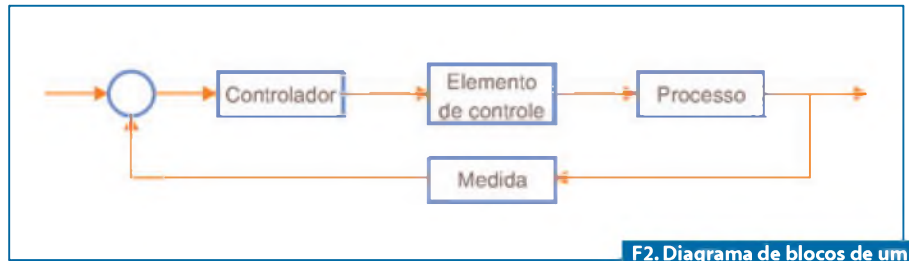 Controlador
Elemento
de controle
Processo
Medida
F2. Diagrama de blocos de um